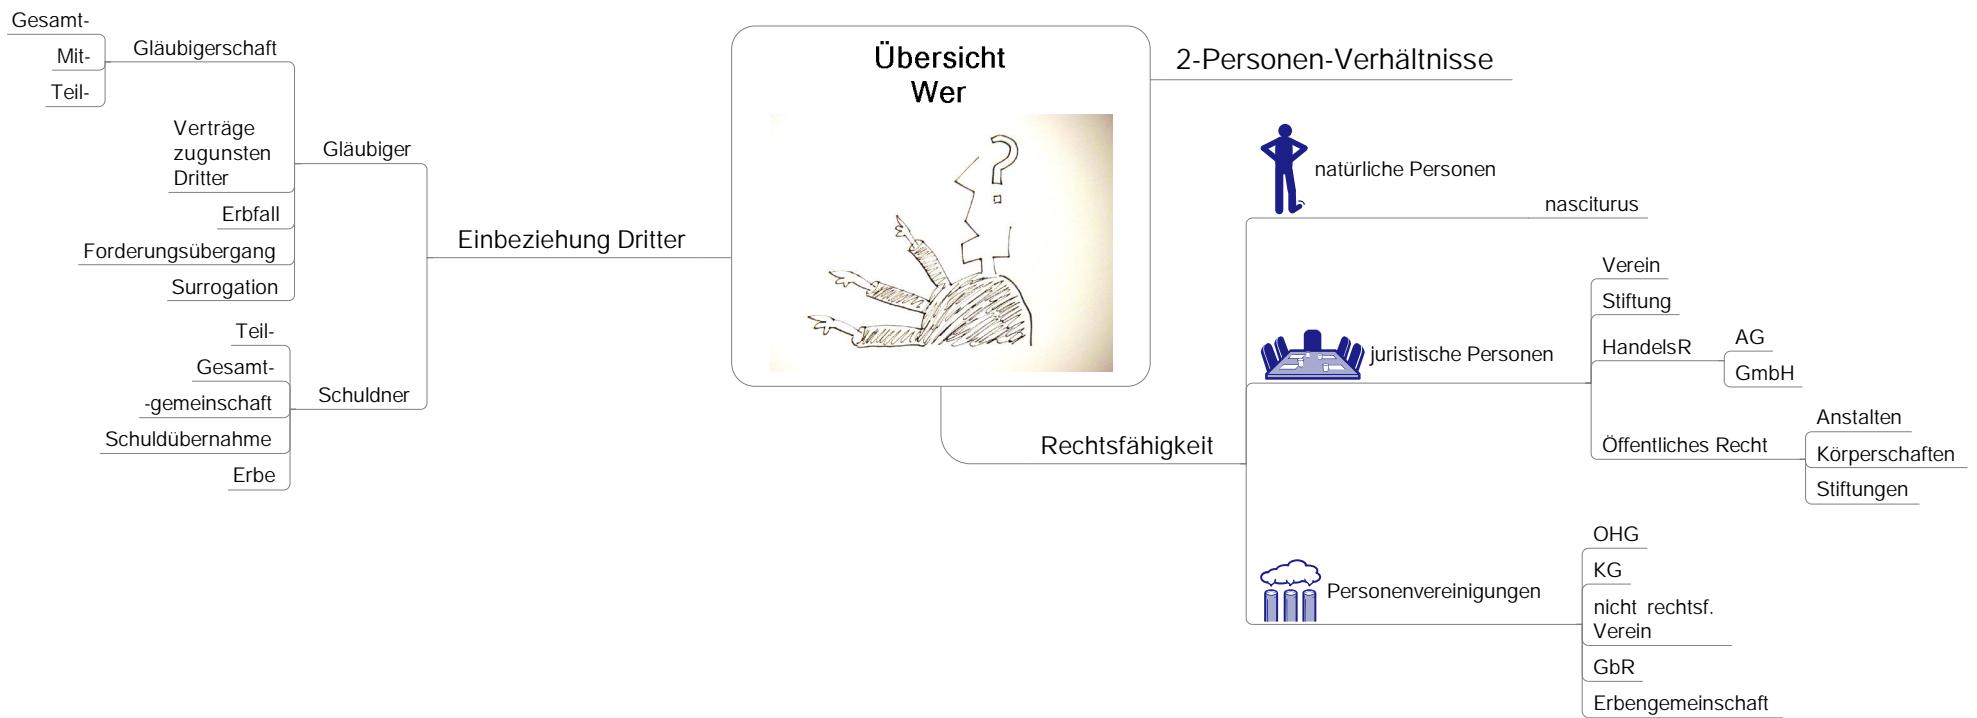 Übersicht
Wer
2-Personen-Verhältnisse
Rechtsfähigkeit
natürliche Personen
nasciturus
juristische Personen
Verein
Stiftung
HandelsR
AG
GmbH
Öffentliches Recht
Anstalten
Körperschaften
Stiftungen
Personenvereinigungen
OHG
KG
nicht rechtsf.
Verein
GbR
Erbengemeinschaft
Einbeziehung Dritter
Gläubiger
Gläubigerschaft
Gesamt-
Mit-
Teil-
Verträge
zugunsten
Dritter
Erbfall
Forderungsübergang
Surrogation
Schuldner
Teil-
Gesamt-
-gemeinschaft
Schuldübernahme
Erbe